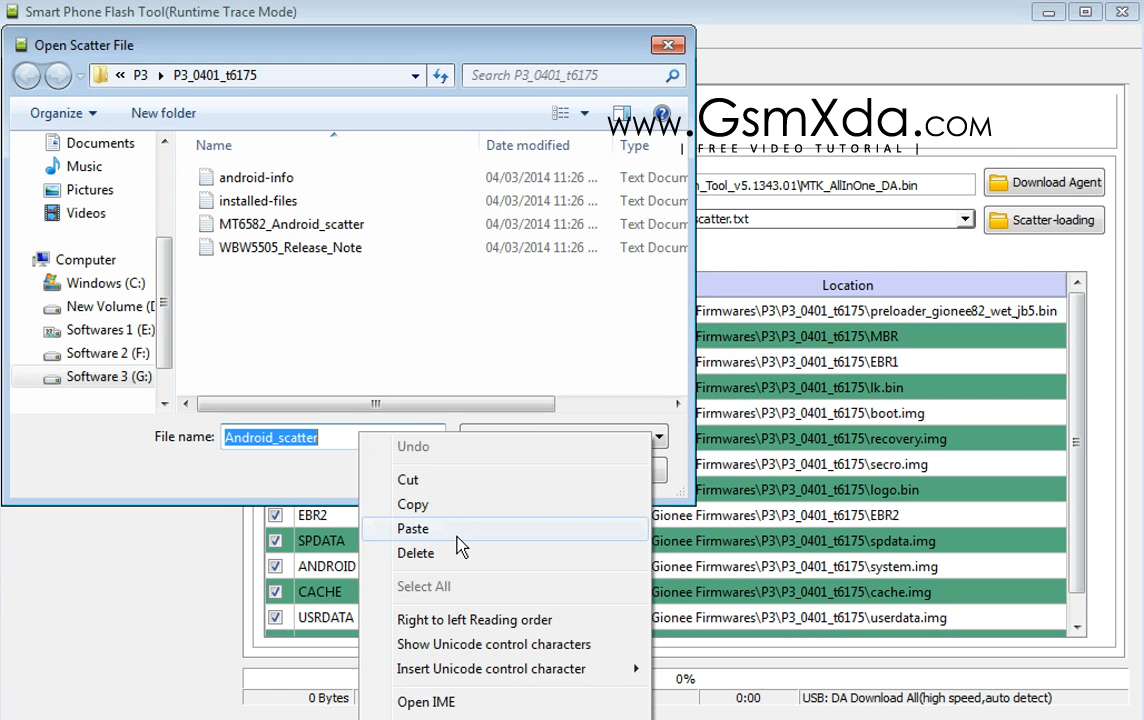 Smart Phone Flash Tool(Runtime Trace Mode)
Open Scatter File
« P3 P3_0401_t6175
Search P3_0401_t6175
Organize New folder
www.GsmXda.com
| FREE VIDEO TUTORIAL |
Documents
Music
Pictures
Videos
Computer
Windows (C:)
New Volume (
Softwares 1 (E:)
Software 2 (F:)
Software 3 (G:)
Name Date modified Type
android-info 04/03/2014 11:26 ... Text Docum
installed-files 04/03/2014 11:26 ... Text Docum
MT6582_Android_scatter 04/03/2014 11:26 ... Text Docum
WBW5505_Release_Note 04/03/2014 11:26 ... Text Docum
File name: Android_scatter
Undo
Cut
Copy
Paste
Delete
Select All
Right to left Reading order
Show Unicode control characters
Insert Unicode control character
Open IME
_Tool_v5.1343.01\MTK_AllInOne_DA.bin
Download Agent
scatter.txt
Scatter-loading
Location
Firmwares\P3\P3_0401_t6175\preloader_gionee82_wet_jb5.bin
Firmwares\P3\P3_0401_t6175\MBR
Firmwares\P3\P3_0401_t6175\EBR1
Firmwares\P3\P3_0401_t6175\lk.bin
Firmwares\P3\P3_0401_t6175\boot.img
Firmwares\P3\P3_0401_t6175\recovery.img
Firmwares\P3\P3_0401_t6175\secro.img
Firmwares\P3\P3_0401_t6175\logo.bin
EBR2 Gionee Firmwares\P3\P3_0401_t6175\EBR2
SPDATA Gionee Firmwares\P3\P3_0401_t6175\spdata.img
ANDROID Gionee Firmwares\P3\P3_0401_t6175\system.img
CACHE Gionee Firmwares\P3\P3_0401_t6175\cache.img
USRDATA Gionee Firmwares\P3\P3_0401_t6175\userdata.img
0%
0 Bytes 0:00 USB: DA Download All(high speed,auto detect)